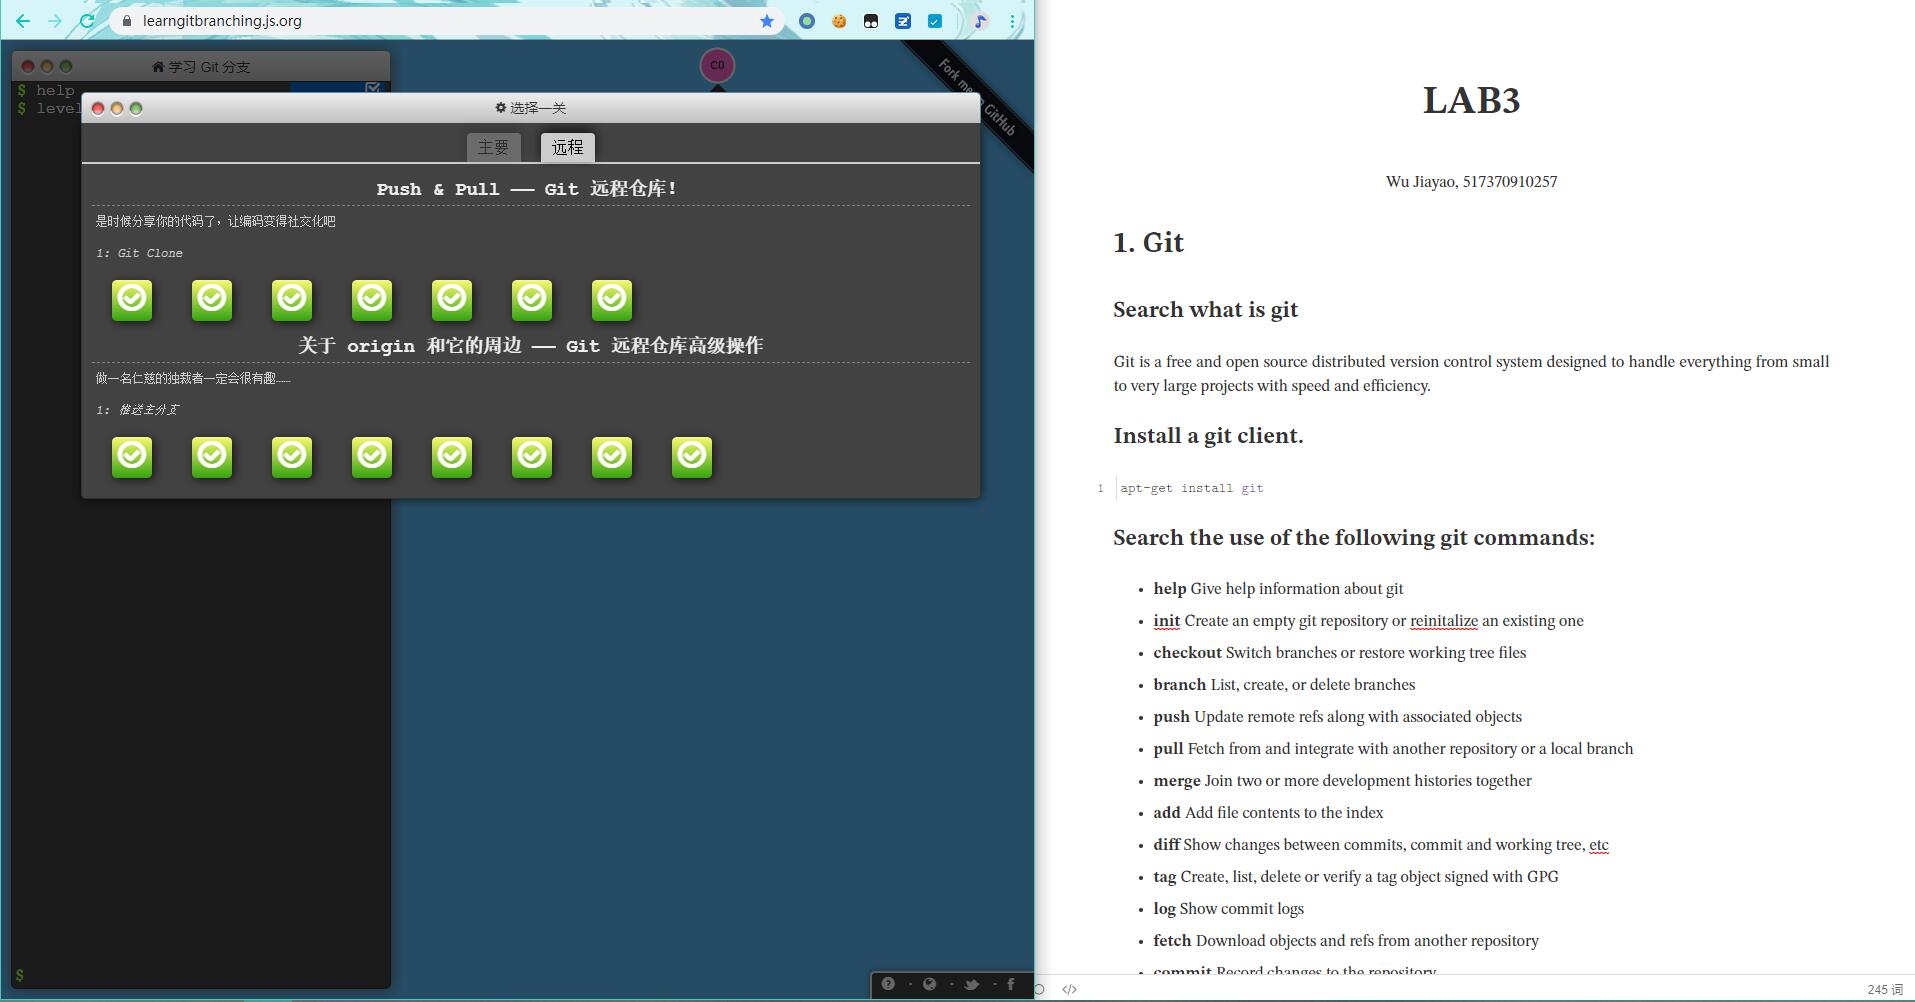 learngitbranching.js.org
学习 Git 分支
$ help
$ level
C0
Fork me on GitHub
选择一关
主要
远程
Push & Pull —— Git 远程仓库！
是时候分享你的代码了，让编码变得社交化吧
1: Git Clone
关于 origin 和它的周边 —— Git 远程仓库高级操作
做一名仁慈的独裁者一定会很有趣……
1: 推送主分支
$
LAB3
Wu Jiayao, 517370910257
1. Git
Search what is git
Git is a free and open source distributed version control system designed to handle everything from small
to very large projects with speed and efficiency.
Install a git client.
1 apt-get install git
Search the use of the following git commands:
• help Give help information about git
• init Create an empty git repository or reinitalize an existing one
• checkout Switch branches or restore working tree files
• branch List, create, or delete branches
• push Update remote refs along with associated objects
• pull Fetch from and integrate with another repository or a local branch
• merge Join two or more development histories together
• add Add file contents to the index
• diff Show changes between commits, commit and working tree, etc
• tag Create, list, delete or verify a tag object signed with GPG
• log Show commit logs
• fetch Download objects and refs from another repository
• commit Record changes to the repository
</>
245 词